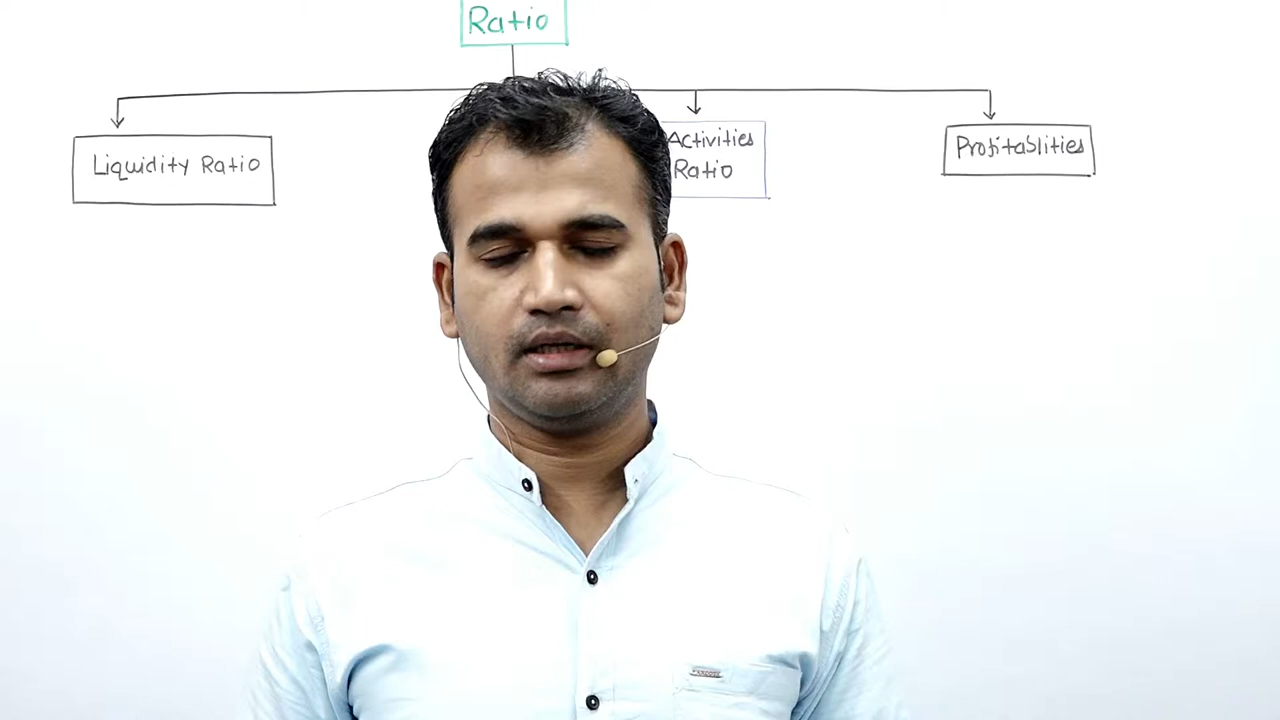 Ratio
Liquidity Ratio
Activities
Ratio
Profitablities